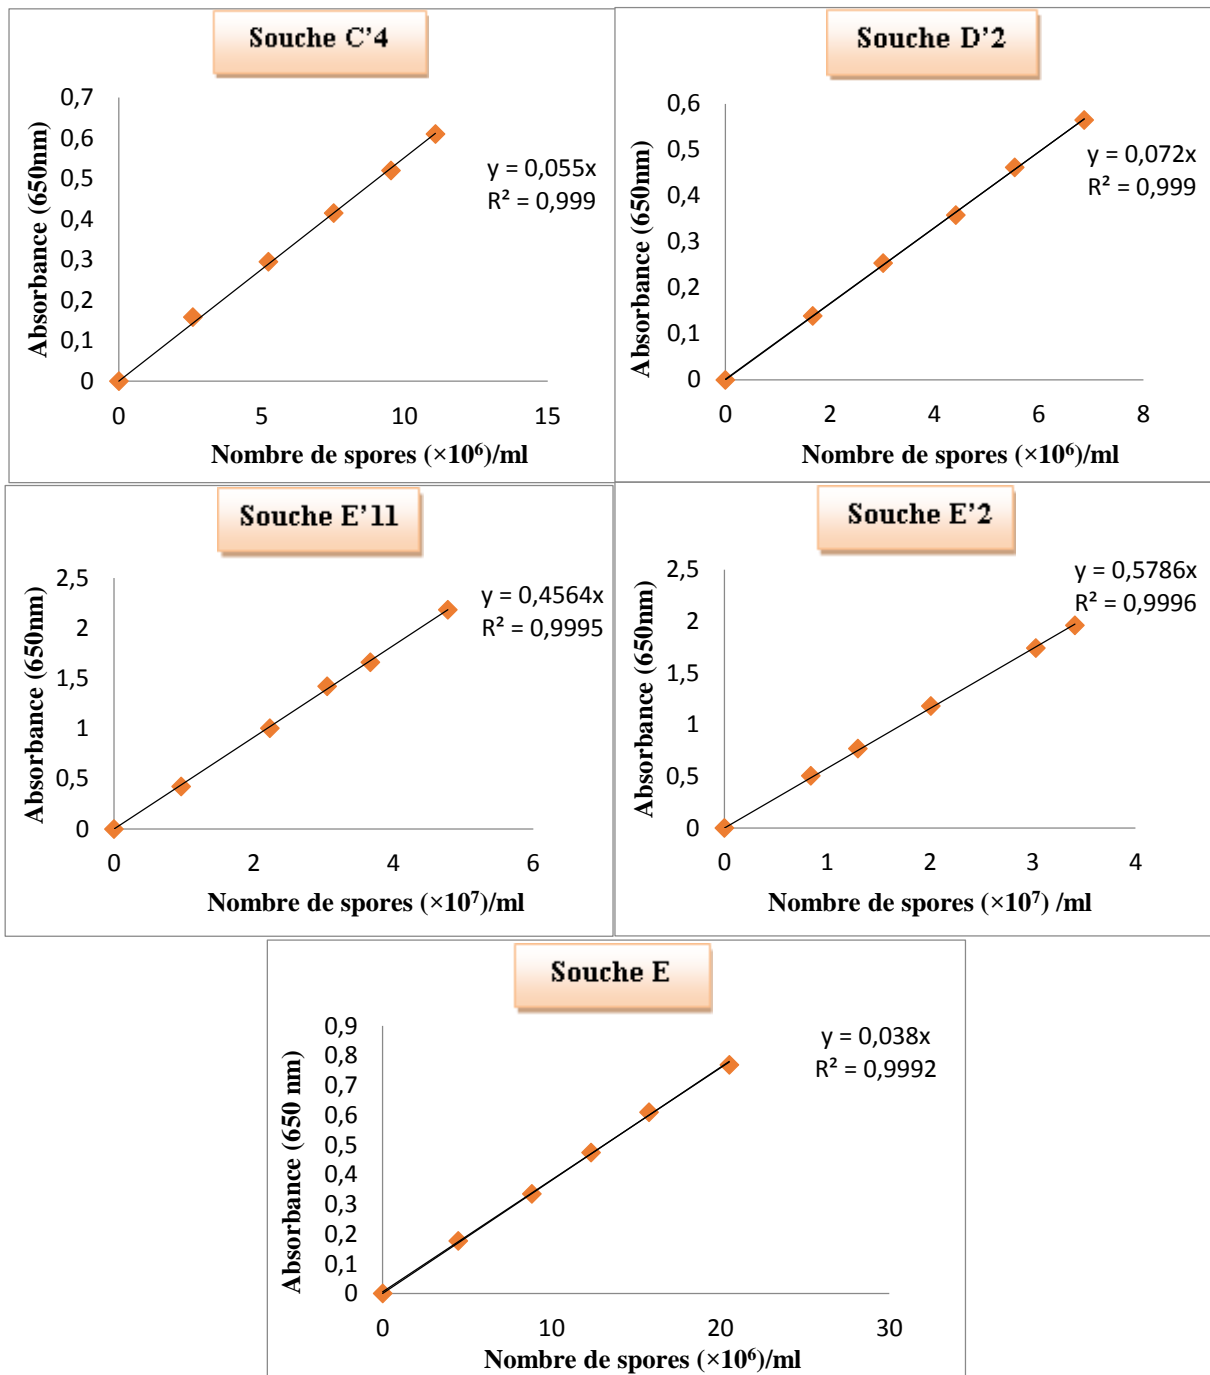 Souche C'4
0,7
0,6
0,5
0,4
0,3
0,2
0,1
0
0 5 10 15
y = 0,055x
R² = 0,999
Absorbance (650nm)
Nombre de spores (×10⁶)/ml
Souche D'2
0,6
0,5
0,4
0,3
0,2
0,1
0
0 2 4 6 8
y = 0,072x
R² = 0,999
Absorbance (650nm)
Nombre de spores (×10⁶)/ml
Souche E'11
2,5
2
1,5
1
0,5
0
0 2 4 6
y = 0,4564x
R² = 0,9995
Absorbance (650nm)
Nombre de spores (×10⁷)/ml
Souche E'2
2,5
2
1,5
1
0,5
0
0 1 2 3 4
y = 0,5786x
R² = 0,9996
Absorbance (650nm)
Nombre de spores (×10⁷) /ml
Souche E
0,9
0,8
0,7
0,6
0,5
0,4
0,3
0,2
0,1
0
0 10 20 30
y = 0,038x
R² = 0,9992
Absorbance (650 nm)
Nombre de spores (×10⁶)/ml